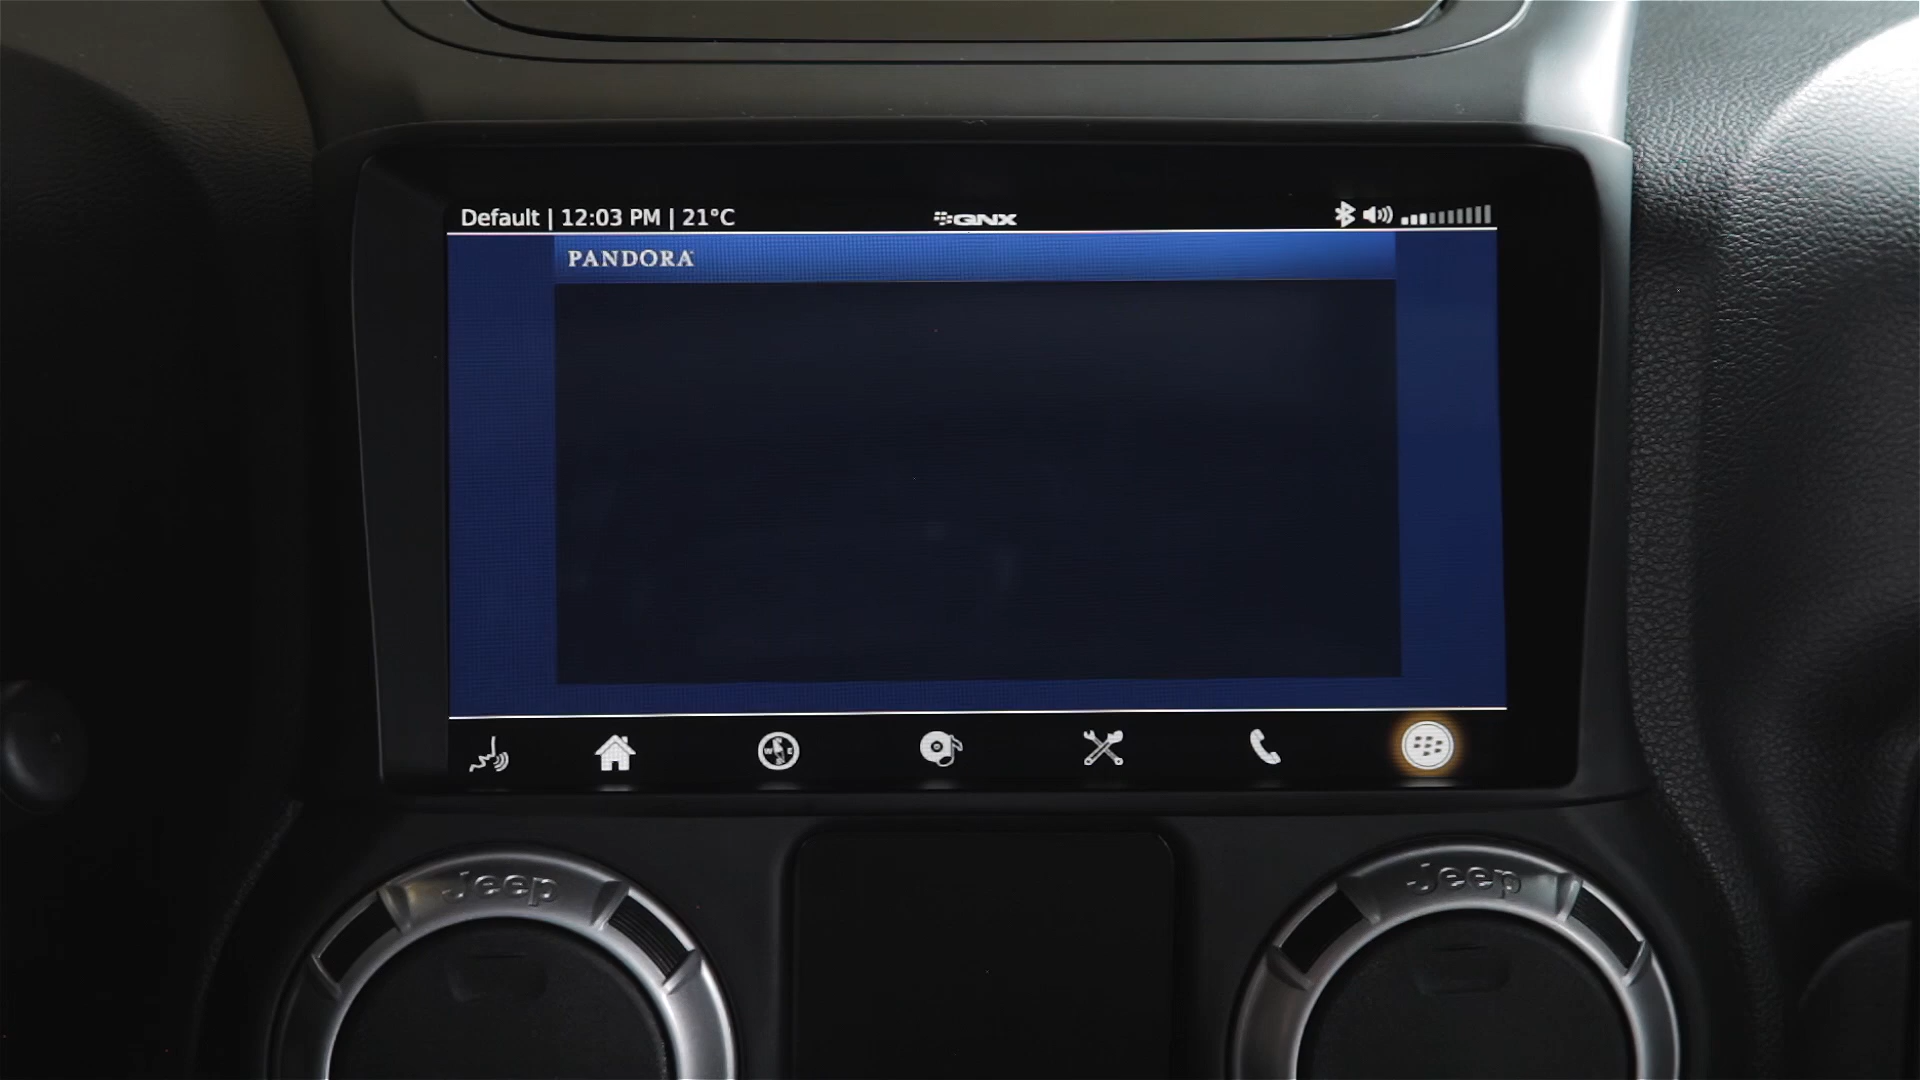 Default | 12:03 PM | 21°C
QNX
PANDORA
W E
Jeep
Jeep